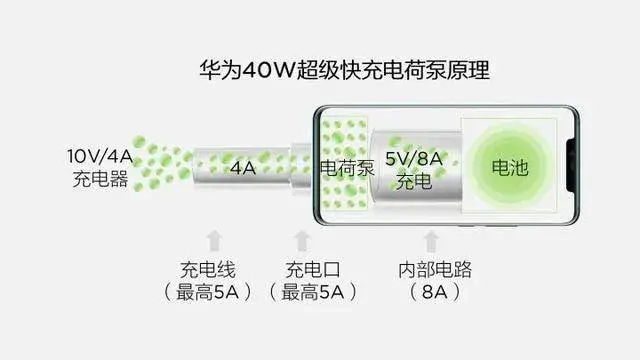 华为40W超级快充电荷泵原理
10V/4A
充电器
4A
电荷泵
5V/8A
充电
电池
充电线
（最高5A）
充电口
（最高5A）
内部电路
（8A）